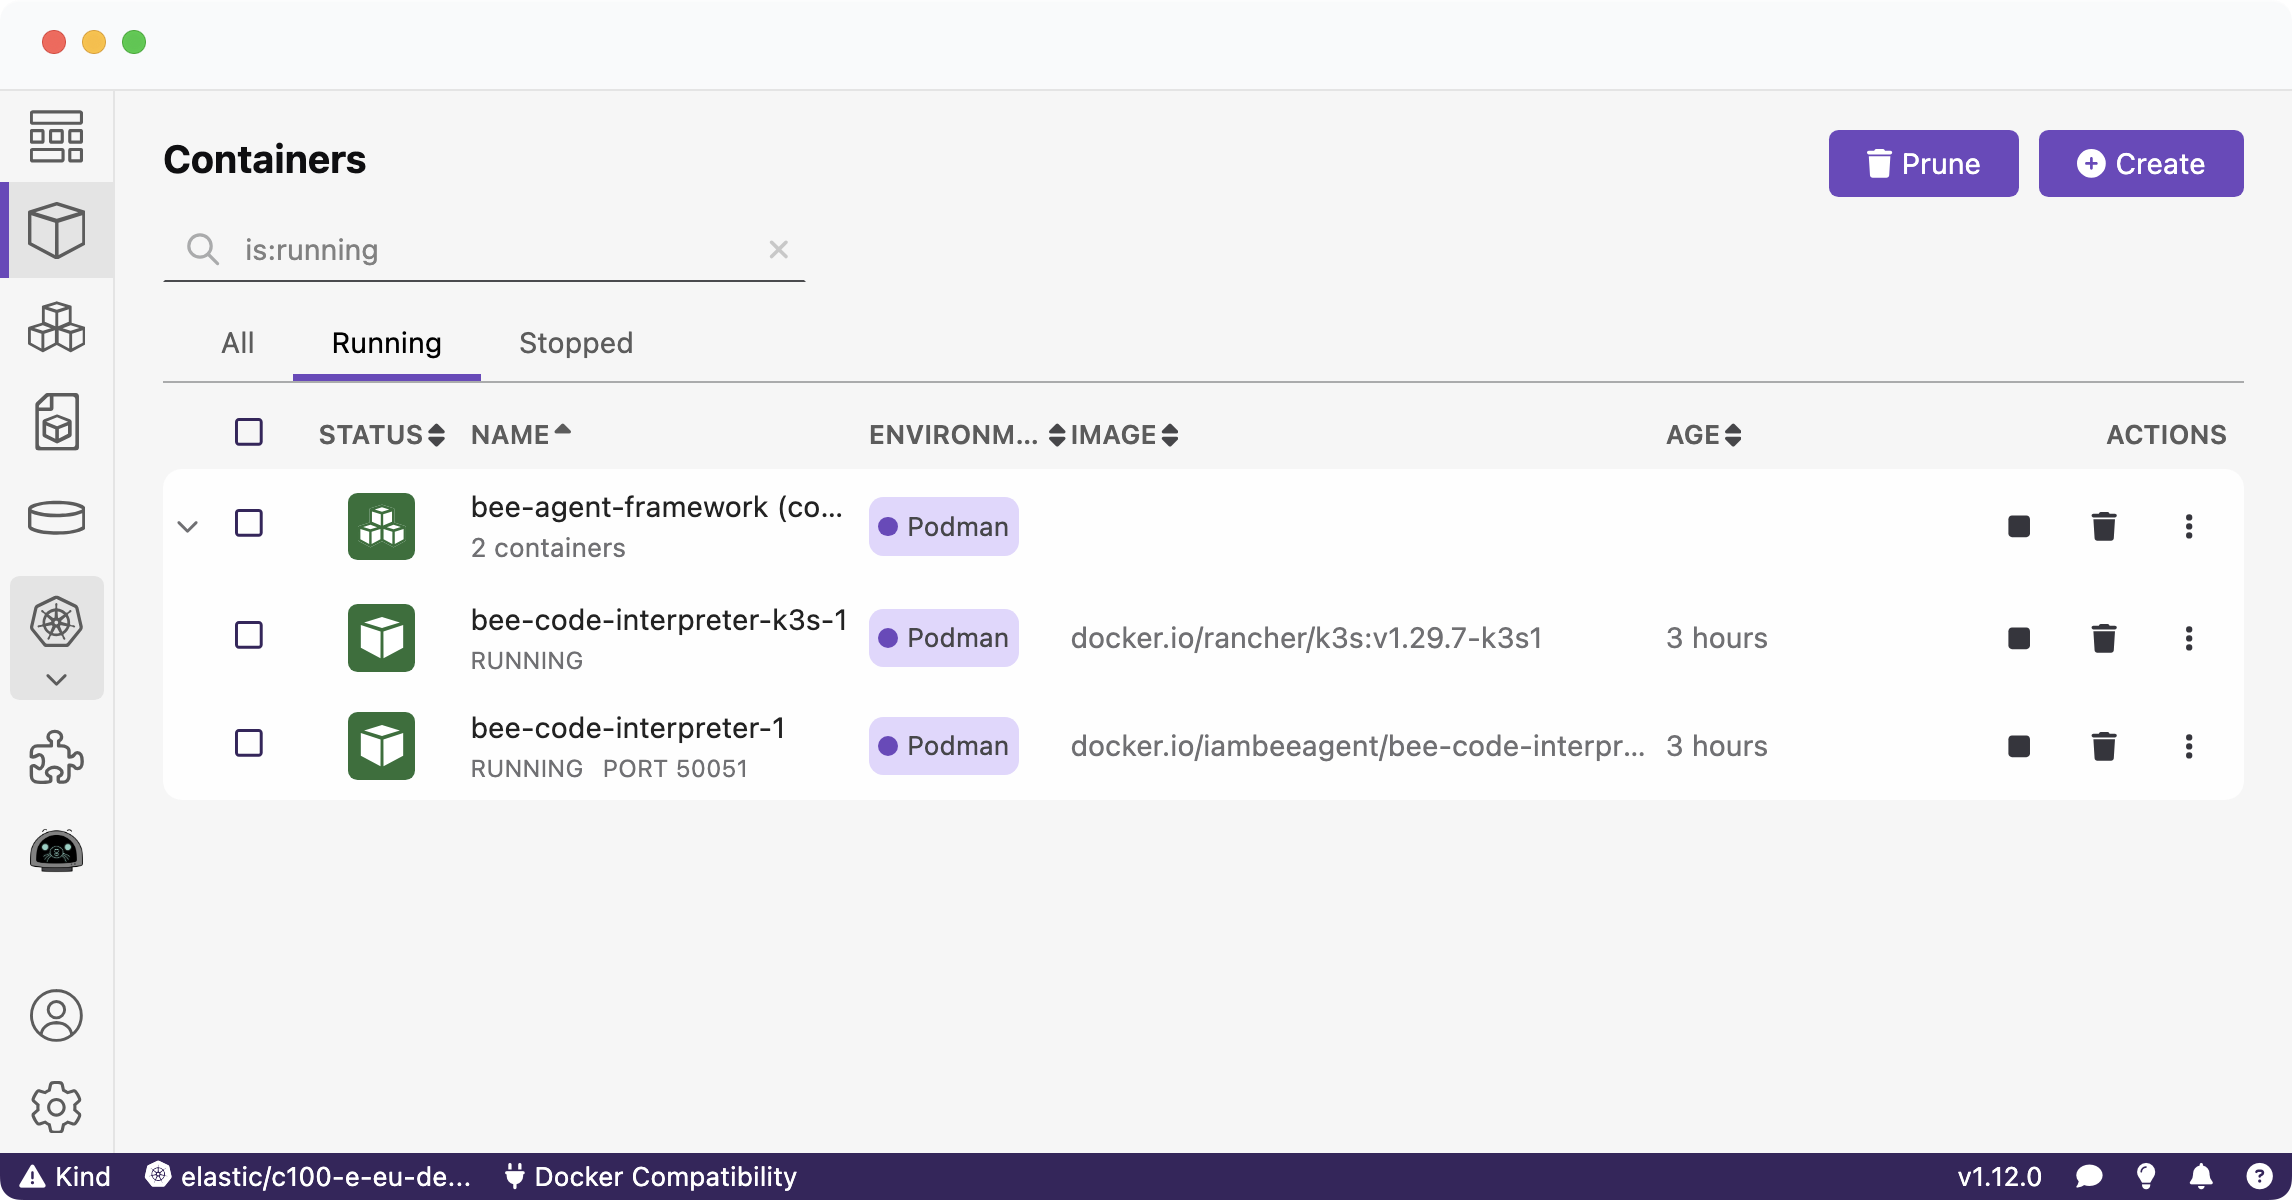 Containers
Prune
Create
is:running
All Running Stopped
STATUS NAME ENVIRONM... IMAGE AGE ACTIONS
bee-agent-framework (co...
2 containers
Podman
bee-code-interpreter-k3s-1
RUNNING
Podman
docker.io/rancher/k3s:v1.29.7-k3s1
3 hours
bee-code-interpreter-1
RUNNING PORT 50051
Podman
docker.io/iambeeagent/bee-code-interpr...
3 hours
Kind elastic/c100-e-eu-de... Docker Compatibility v1.12.0